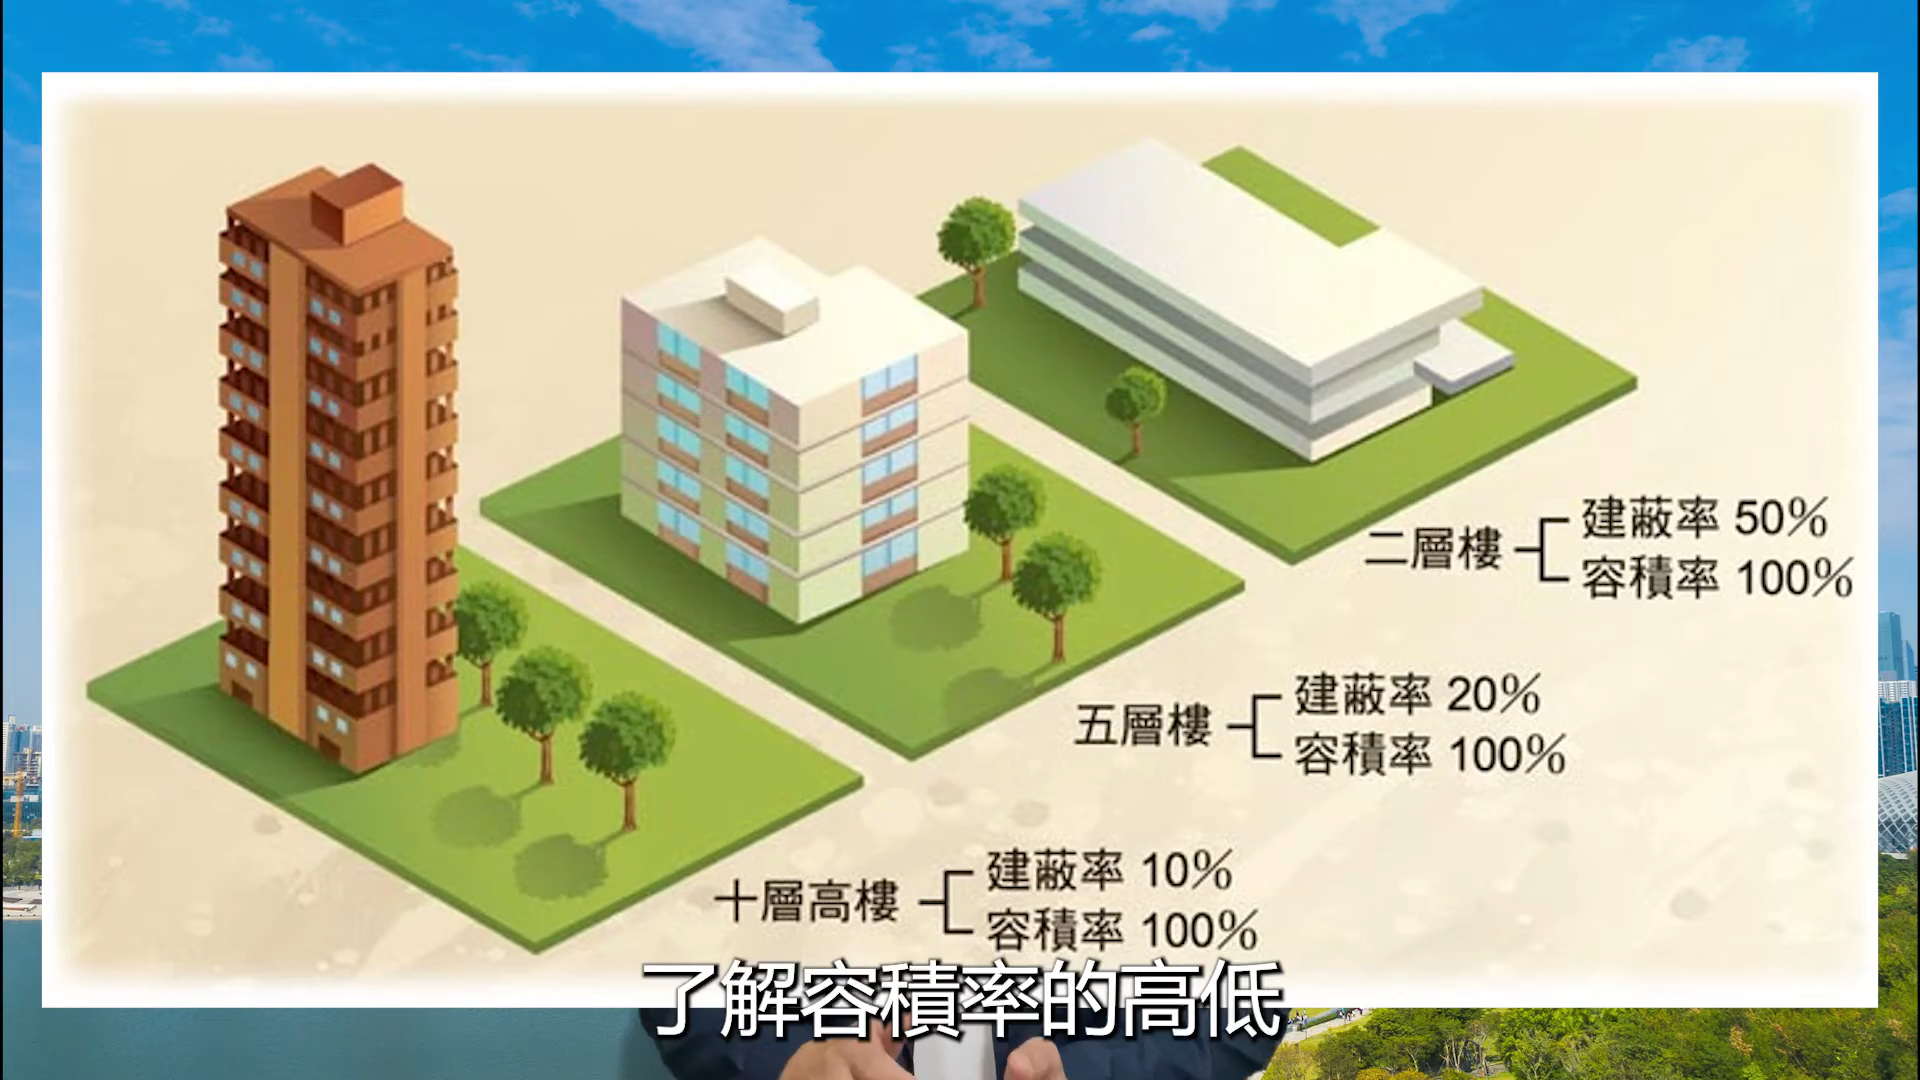 二層樓
建蔽率 50%
容積率 100%
五層樓
建蔽率 20%
容積率 100%
十層高樓
建蔽率 10%
容積率 100%
了解容積率的高低